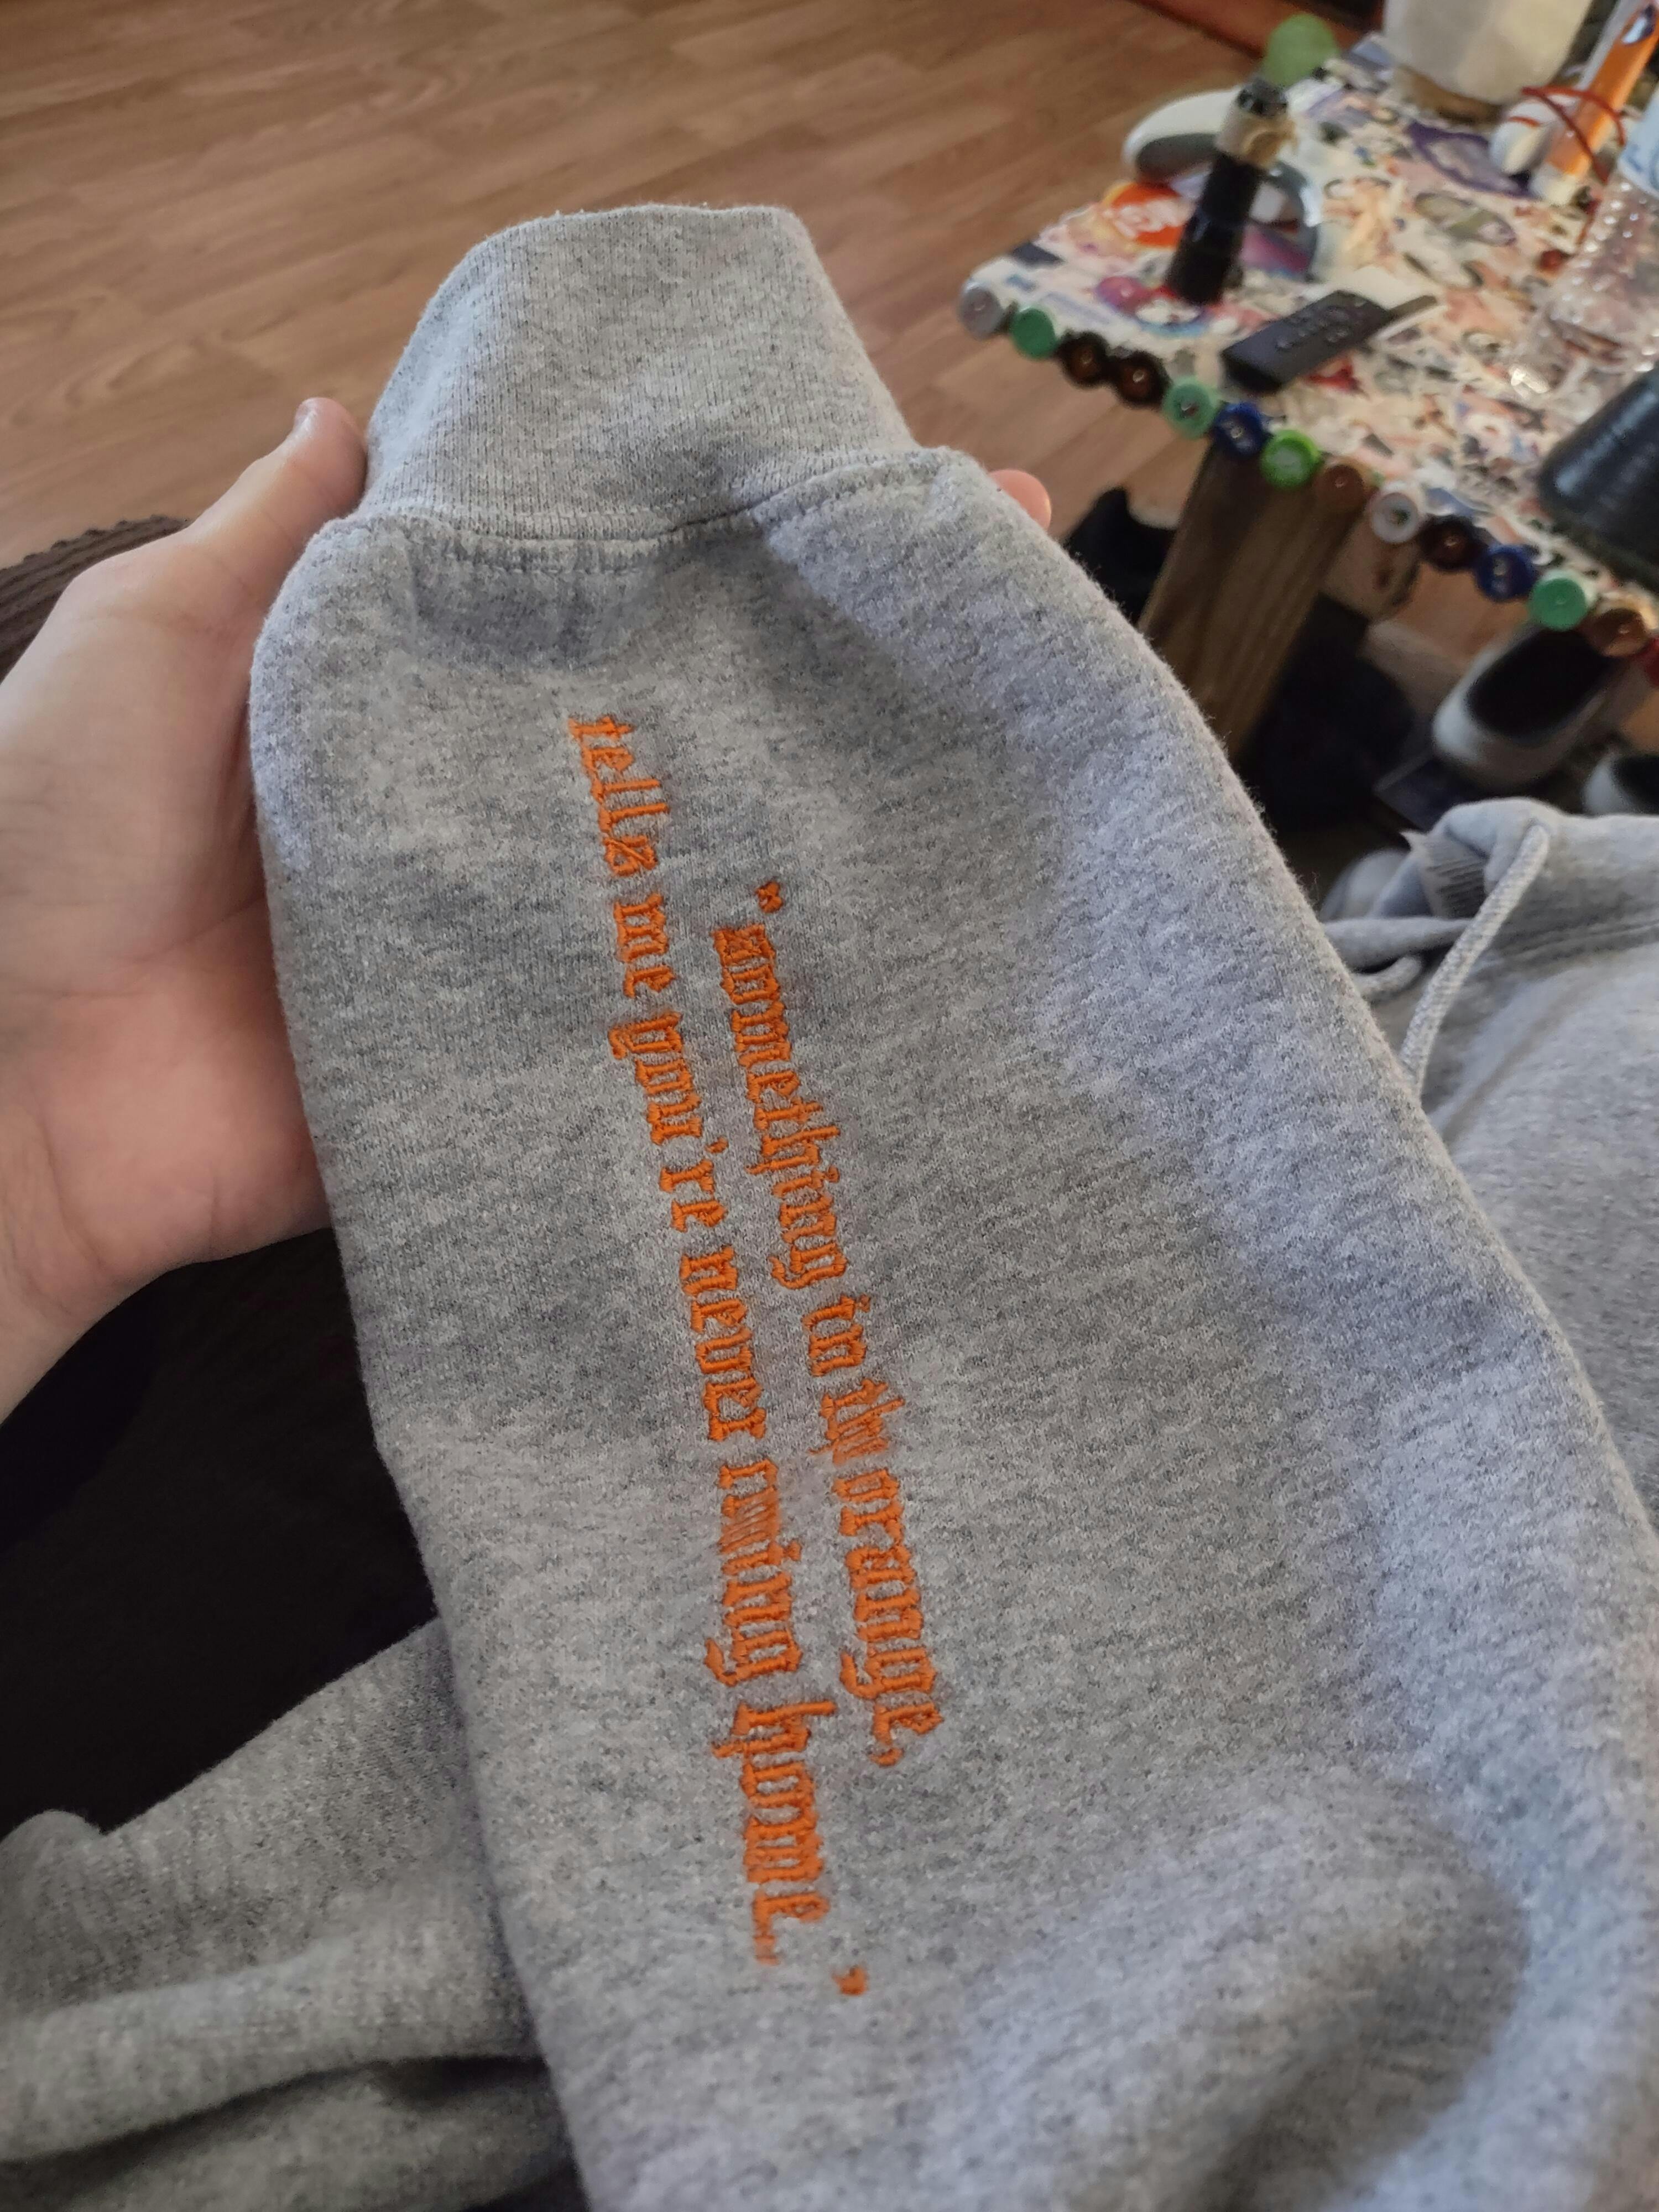 "something in the orange,
tells me you're never coming home."